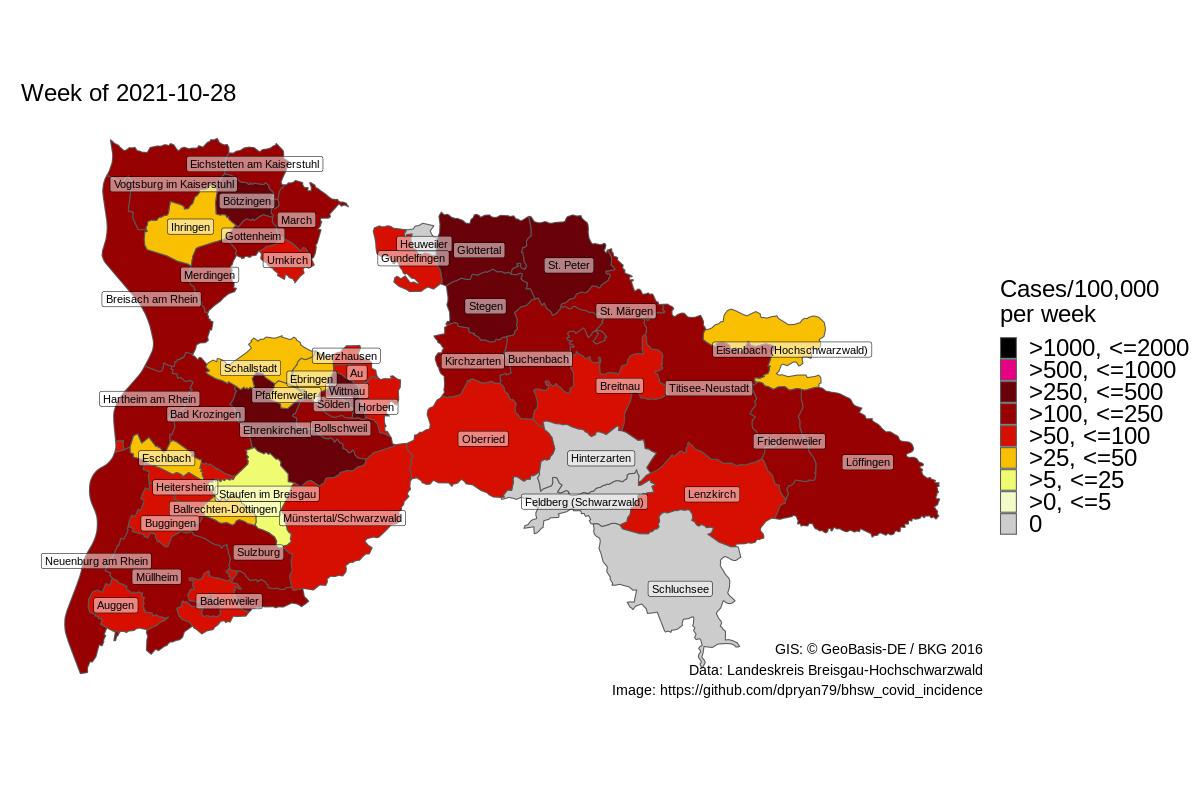 Week of 2021-10-28
Eichstetten am Kaiserstuhl
Vogtsburg im Kaiserstuhl
Bötzingen
March
Ihringen
Gottenheim
Umkirch
Merdingen
Breisach am Rhein
Heuweiler
Gundelfingen
Glottertal
St. Peter
Stegen
St. Märgen
Kirchzarten
Buchenbach
Breitnau
Titisee-Neustadt
Eisenbach (Hochschwarzwald)
Merzhausen
Schallstadt
Au
Ebringen
Wittnau
Pfaffenweiler
Sölden
Horben
Hartheim am Rhein
Bad Krozingen
Ehrenkirchen
Bollschweil
Oberried
Friedenweiler
Löffingen
Hinterzarten
Eschbach
Heitersheim
Staufen im Breisgau
Ballrechten-Dottingen
Buggingen
Münstertal/Schwarzwald
Feldberg (Schwarzwald)
Lenzkirch
Sulzburg
Neuenburg am Rhein
Müllheim
Auggen
Badenweiler
Schluchsee
Cases/100,000
per week
>1000, <=2000
>500, <=1000
>250, <=500
>100, <=250
>50, <=100
>25, <=50
>5, <=25
>0, <=5
0
GIS: © GeoBasis-DE / BKG 2016
Data: Landeskreis Breisgau-Hochschwarzwald
Image: https://github.com/dpryan79/bhsw_covid_incidence